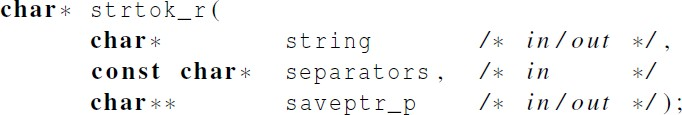 char* strtok_r(
char* string /* in/out */,
const char* separators, /* in */
char** saveptr_p /* in/out */);